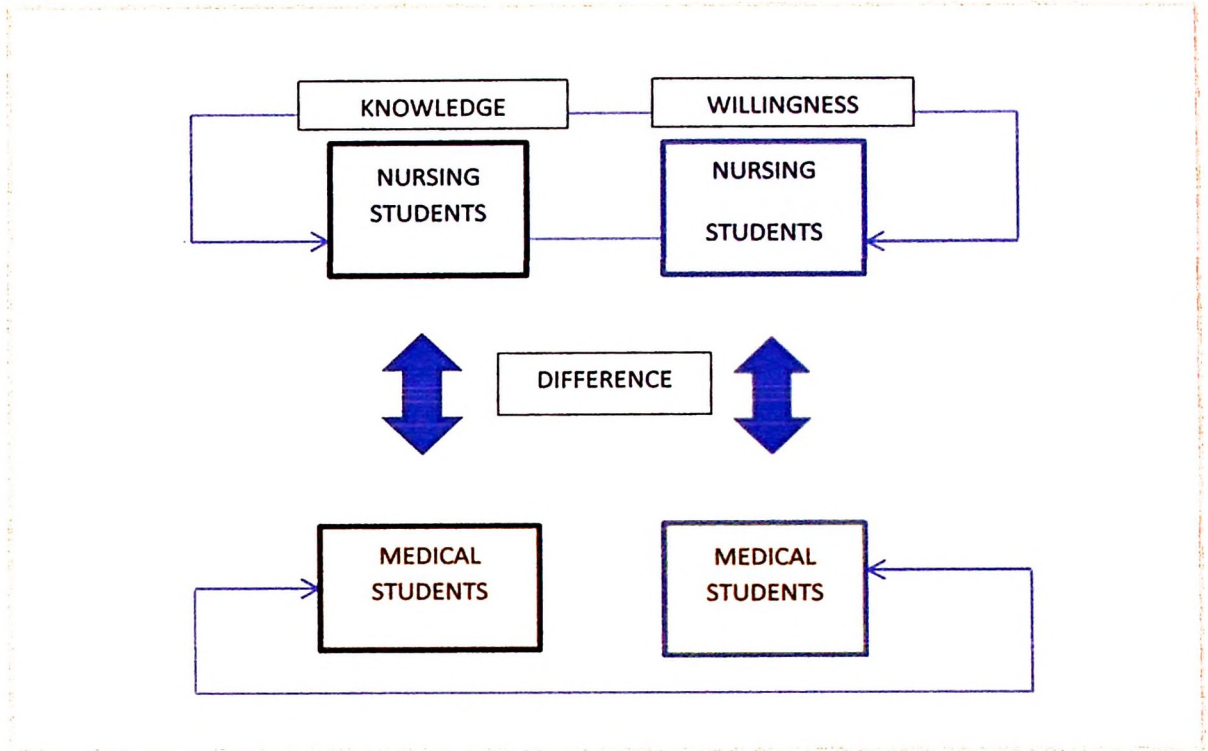 KNOWLEDGE
WILLINGNESS
NURSING
STUDENTS
NURSING
STUDENTS
DIFFERENCE
MEDICAL
STUDENTS
MEDICAL
STUDENTS